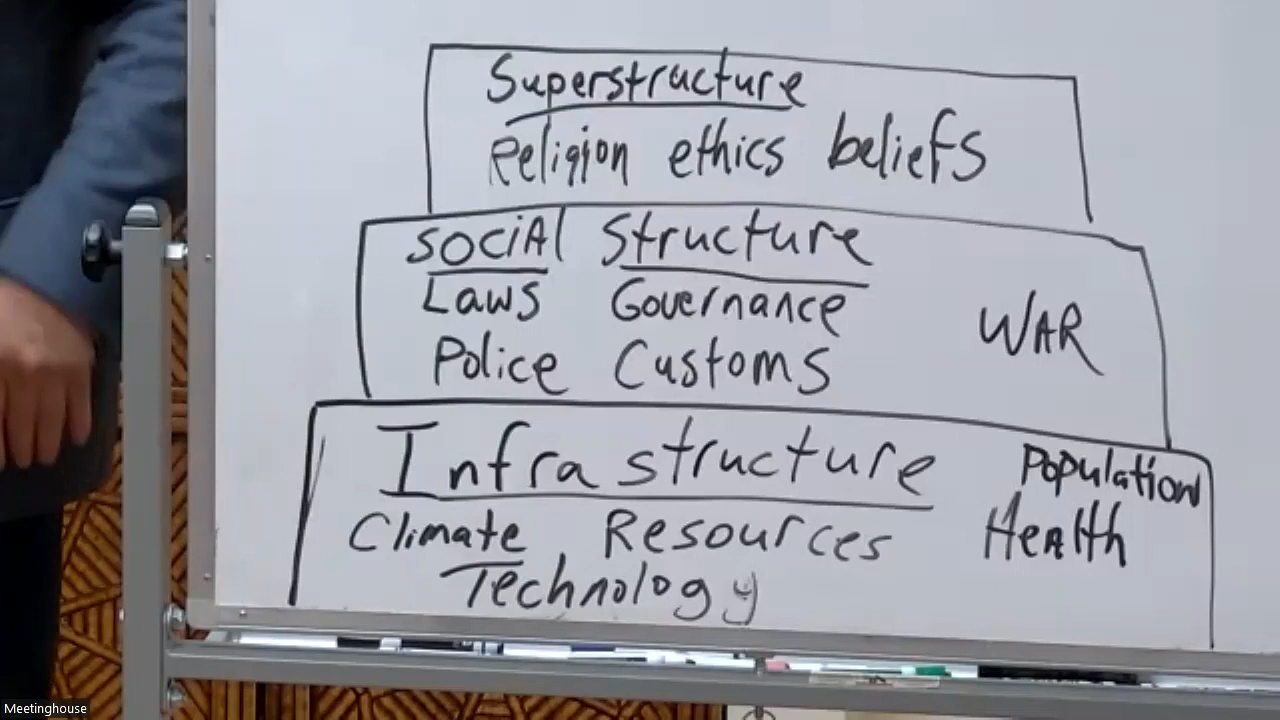 Superstructure
Religion ethics beliefs
SOCIAl Structure
Laws Governance
WAR
Police Customs
Infrastructure
Population
Climate Resources Health
Technology
Meetinghouse